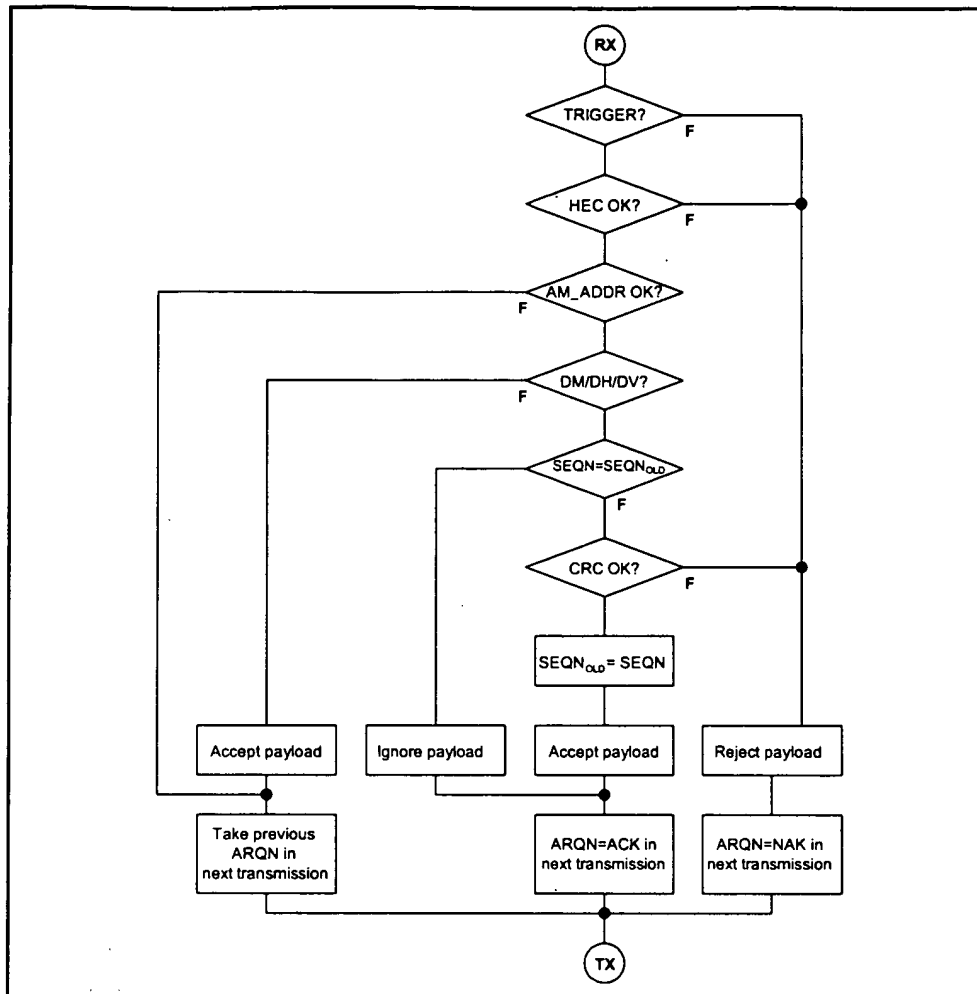 RX
TRIGGER?
F
HEC OK?
F
AM_ADDR OK?
F
DM/DH/DV?
F
SEQN=SEQN_OLD
F
CRC OK?
F
SEQN_OLD = SEQN
Accept payload
Ignore payload
Accept payload
Reject payload
Take previous
ARQN in
next transmission
ARQN=ACK in
next transmission
ARQN=NAK in
next transmission
TX